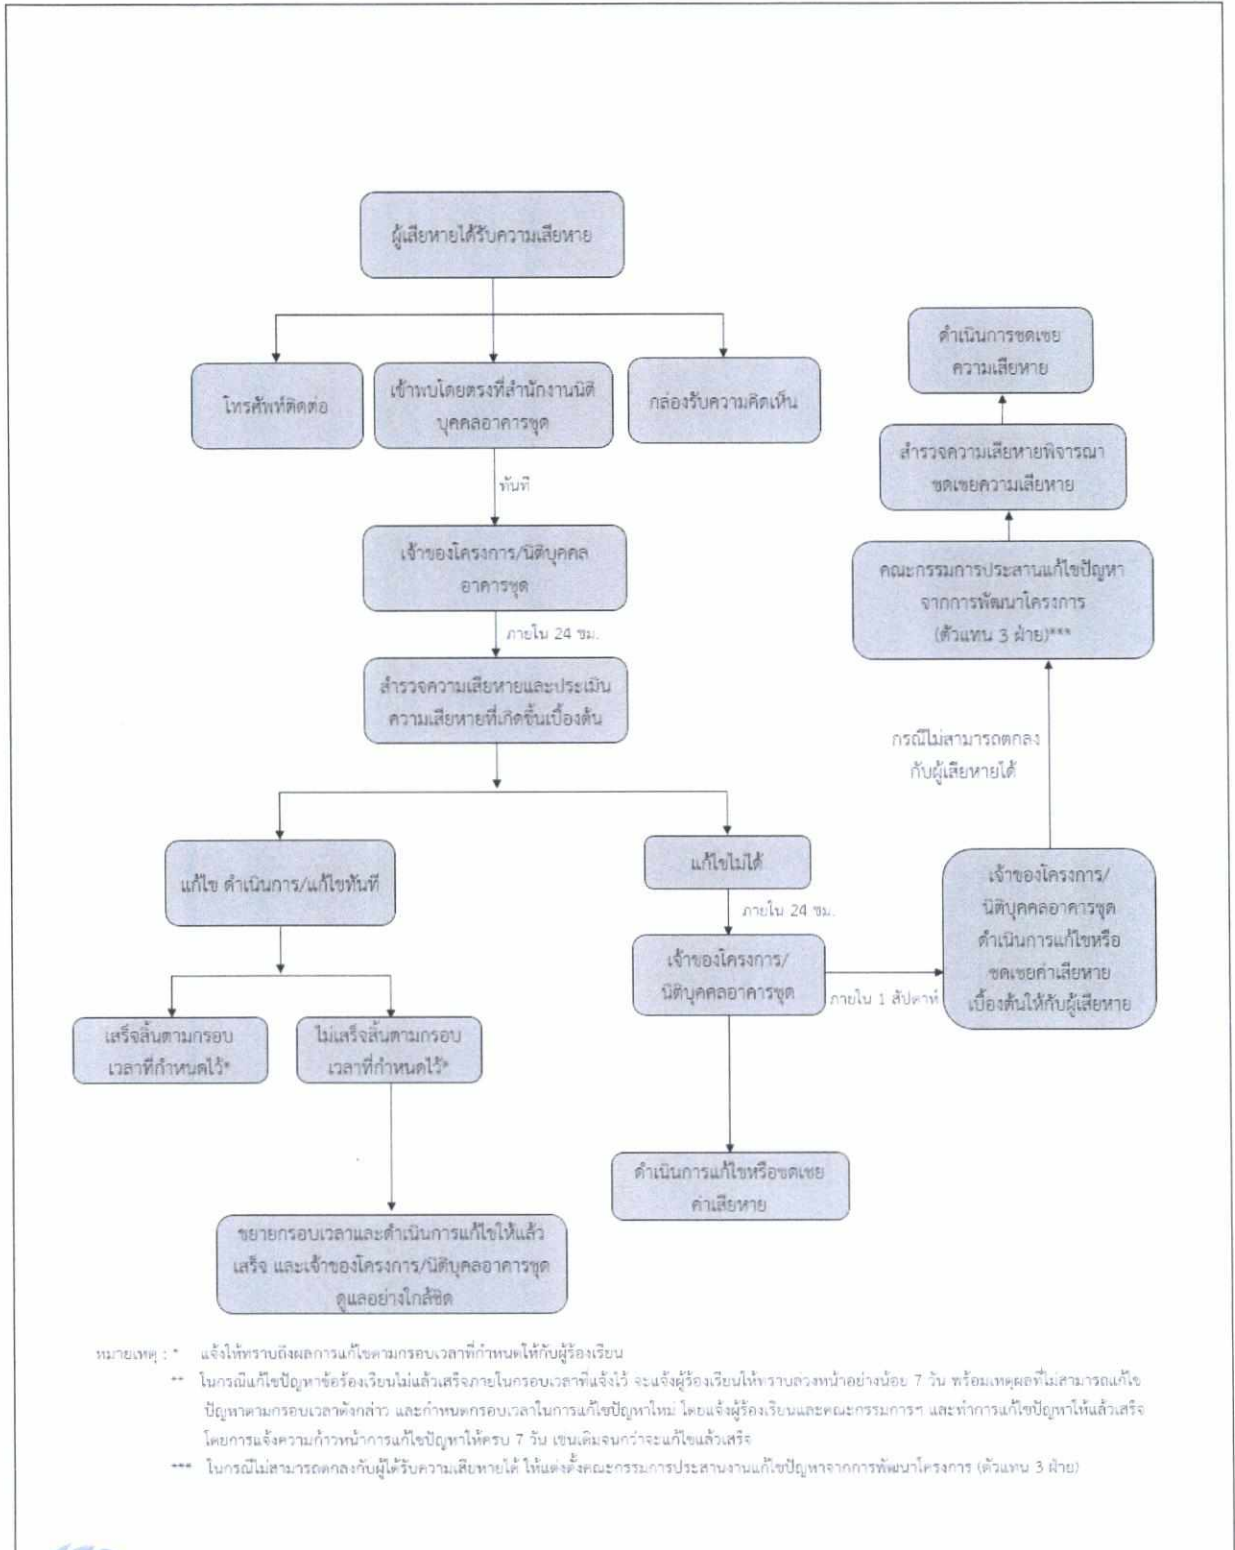 ผู้เสียหายได้รับความเสียหาย
โทรศัพท์ติดต่อ
เข้าพบโดยตรงที่สำนักงานนิติ
บุคคลอาคารชุด
กล่องรับความคิดเห็น
ทันที
เจ้าของโครงการ/นิติบุคคล
อาคารชุด
ภายใน 24 ชม.
สำรวจความเสียหายและประเมิน
ความเสียหายที่เกิดขึ้นเบื้องต้น
แก้ไข ดำเนินการ/แก้ไขทันที
เสร็จสิ้นตามกรอบ
เวลาที่กำหนดไว้*
ไม่เสร็จสิ้นตามกรอบ
เวลาที่กำหนดไว้*
ขยายกรอบเวลาและดำเนินการแก้ไขให้แล้ว
เสร็จ และเจ้าของโครงการ/นิติบุคคลอาคารชุด
ดูแลอย่างใกล้ชิด
แก้ไขไม่ได้
ภายใน 24 ชม.
เจ้าของโครงการ/
นิติบุคคลอาคารชุด
ดำเนินการแก้ไขหรือชดเชย
ค่าเสียหาย
ภายใน 1 สัปดาห์
เจ้าของโครงการ/
นิติบุคคลอาคารชุด
ดำเนินการแก้ไขหรือ
ชดเชยค่าเสียหาย
เบื้องต้นให้กับผู้เสียหาย
กรณีไม่สามารถตกลง
กับผู้เสียหายได้
คณะกรรมการประสานแก้ไขปัญหา
จากการพัฒนาโครงการ
(ตัวแทน 3 ฝ่าย)***
สำรวจความเสียหายพิจารณา
ชดเชยความเสียหาย
ดำเนินการชดเชย
ความเสียหาย
หมายเหตุ : * แจ้งให้ทราบถึงผลการแก้ไขตามกรอบเวลาที่กำหนดให้กับผู้ร้องเรียน
** ในกรณีแก้ไขปัญหาข้อร้องเรียนไม่แล้วเสร็จภายในกรอบเวลาที่แจ้งไว้ จะแจ้งผู้ร้องเรียนให้ทราบล่วงหน้าอย่างน้อย 7 วัน พร้อมเหตุผลที่ไม่สามารถแก้ไข
ปัญหาตามกรอบเวลาดังกล่าว และกำหนดกรอบเวลาในการแก้ไขปัญหาใหม่ โดยแจ้งผู้ร้องเรียนและคณะกรรมการฯ และทำการแก้ไขปัญหาให้แล้วเสร็จ
โดยการแจ้งความก้าวหน้าการแก้ไขปัญหาให้ครบ 7 วัน เช่นเดิมจนกว่าจะแก้ไขแล้วเสร็จ
*** ในกรณีไม่สามารถตกลงกับผู้ได้รับความเสียหายได้ ให้แต่งตั้งคณะกรรมการประสานงานแก้ไขปัญหาจากการพัฒนาโครงการ (ตัวแทน 3 ฝ่าย)